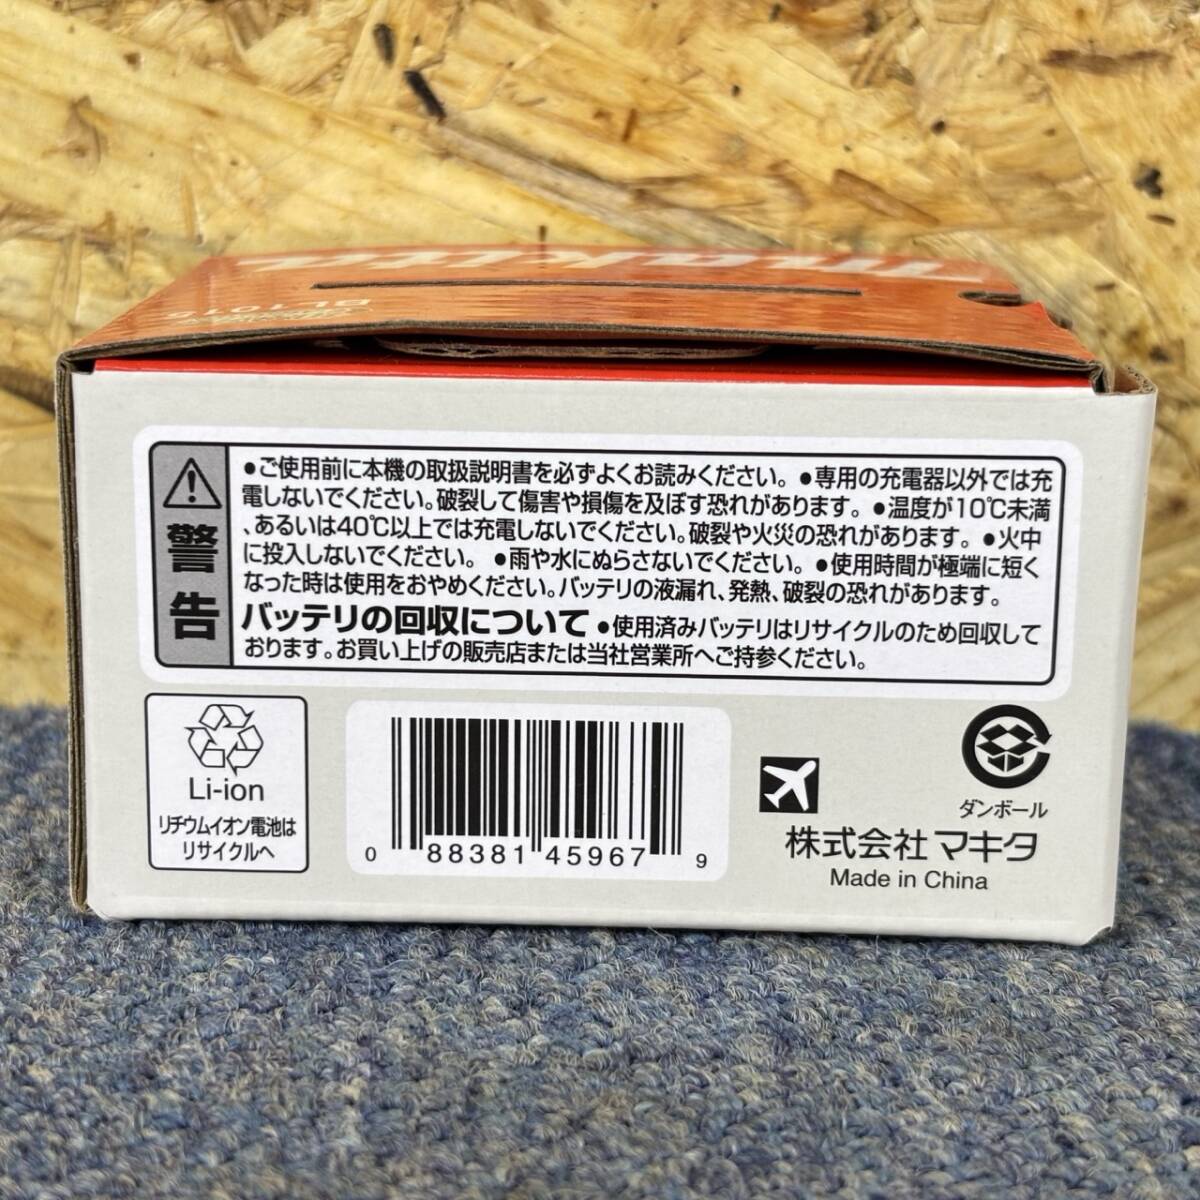 makita
BL1015
警告
●ご使用前に本機の取扱説明書を必ずよくお読みください。●専用の充電器以外では充
電しないでください。破裂して傷害や損傷を及ぼす恐れがあります。●温度が10℃未満
、あるいは40℃以上では充電しないでください。破裂や火災の恐れがあります。●火中
に投入しないでください。 ●雨や水にぬらさないでください。●使用時間が極端に短く
なった時は使用をおやめください。バッテリの液漏れ、発熱、破裂の恐れがあります。
バッテリの回収について ●使用済みバッテリはリサイクルのため回収して
おります。お買い上げの販売店または当社営業所へご持参ください。
Li-ion
リチウムイオン電池は
リサイクルへ
0 88381 45967 9
ダンボール
株式会社 マキタ
Made in China